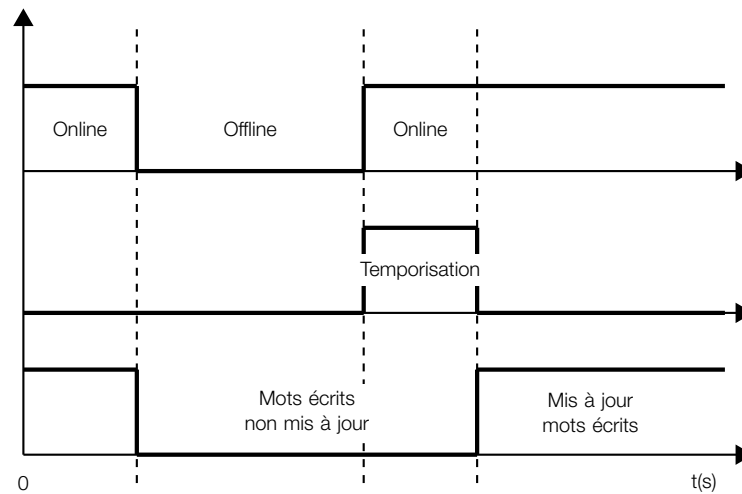 Online
Offline
Online
Temporisation
Mots écrits
non mis à jour
Mis à jour
mots écrits
0
t(s)